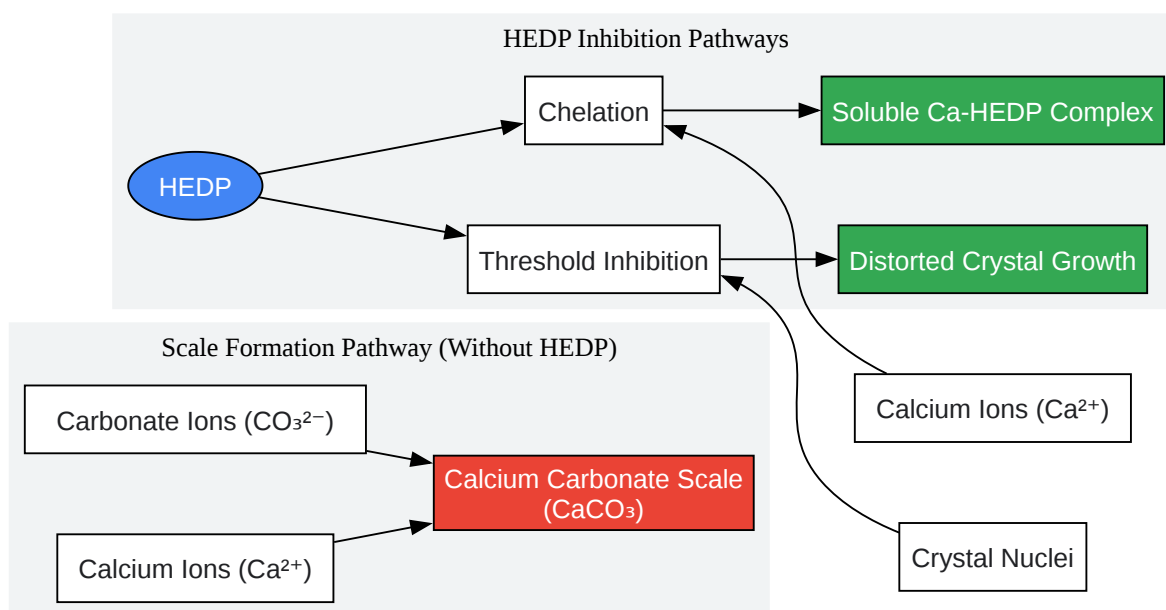 HEDP Inhibition Pathways
Chelation
Soluble Ca-HEDP Complex
HEDP
Threshold Inhibition
Distorted Crystal Growth
Scale Formation Pathway (Without HEDP)
Carbonate Ions (CO₃²⁻)
Calcium Ions (Ca²⁺)
Calcium Carbonate Scale
(CaCO₃)
Calcium Ions (Ca²⁺)
Crystal Nuclei